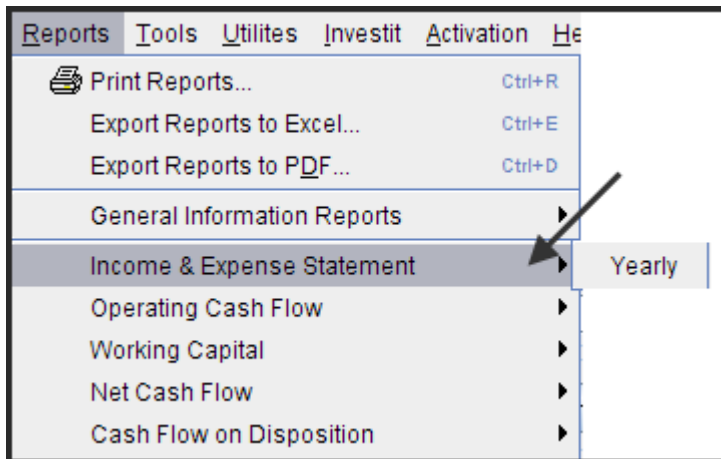 Reports Tools Utilites Investit Activation He
Print Reports... Ctrl+R
Export Reports to Excel... Ctrl+E
Export Reports to PDF... Ctrl+D
General Information Reports
Income & Expense Statement Yearly
Operating Cash Flow
Working Capital
Net Cash Flow
Cash Flow on Disposition